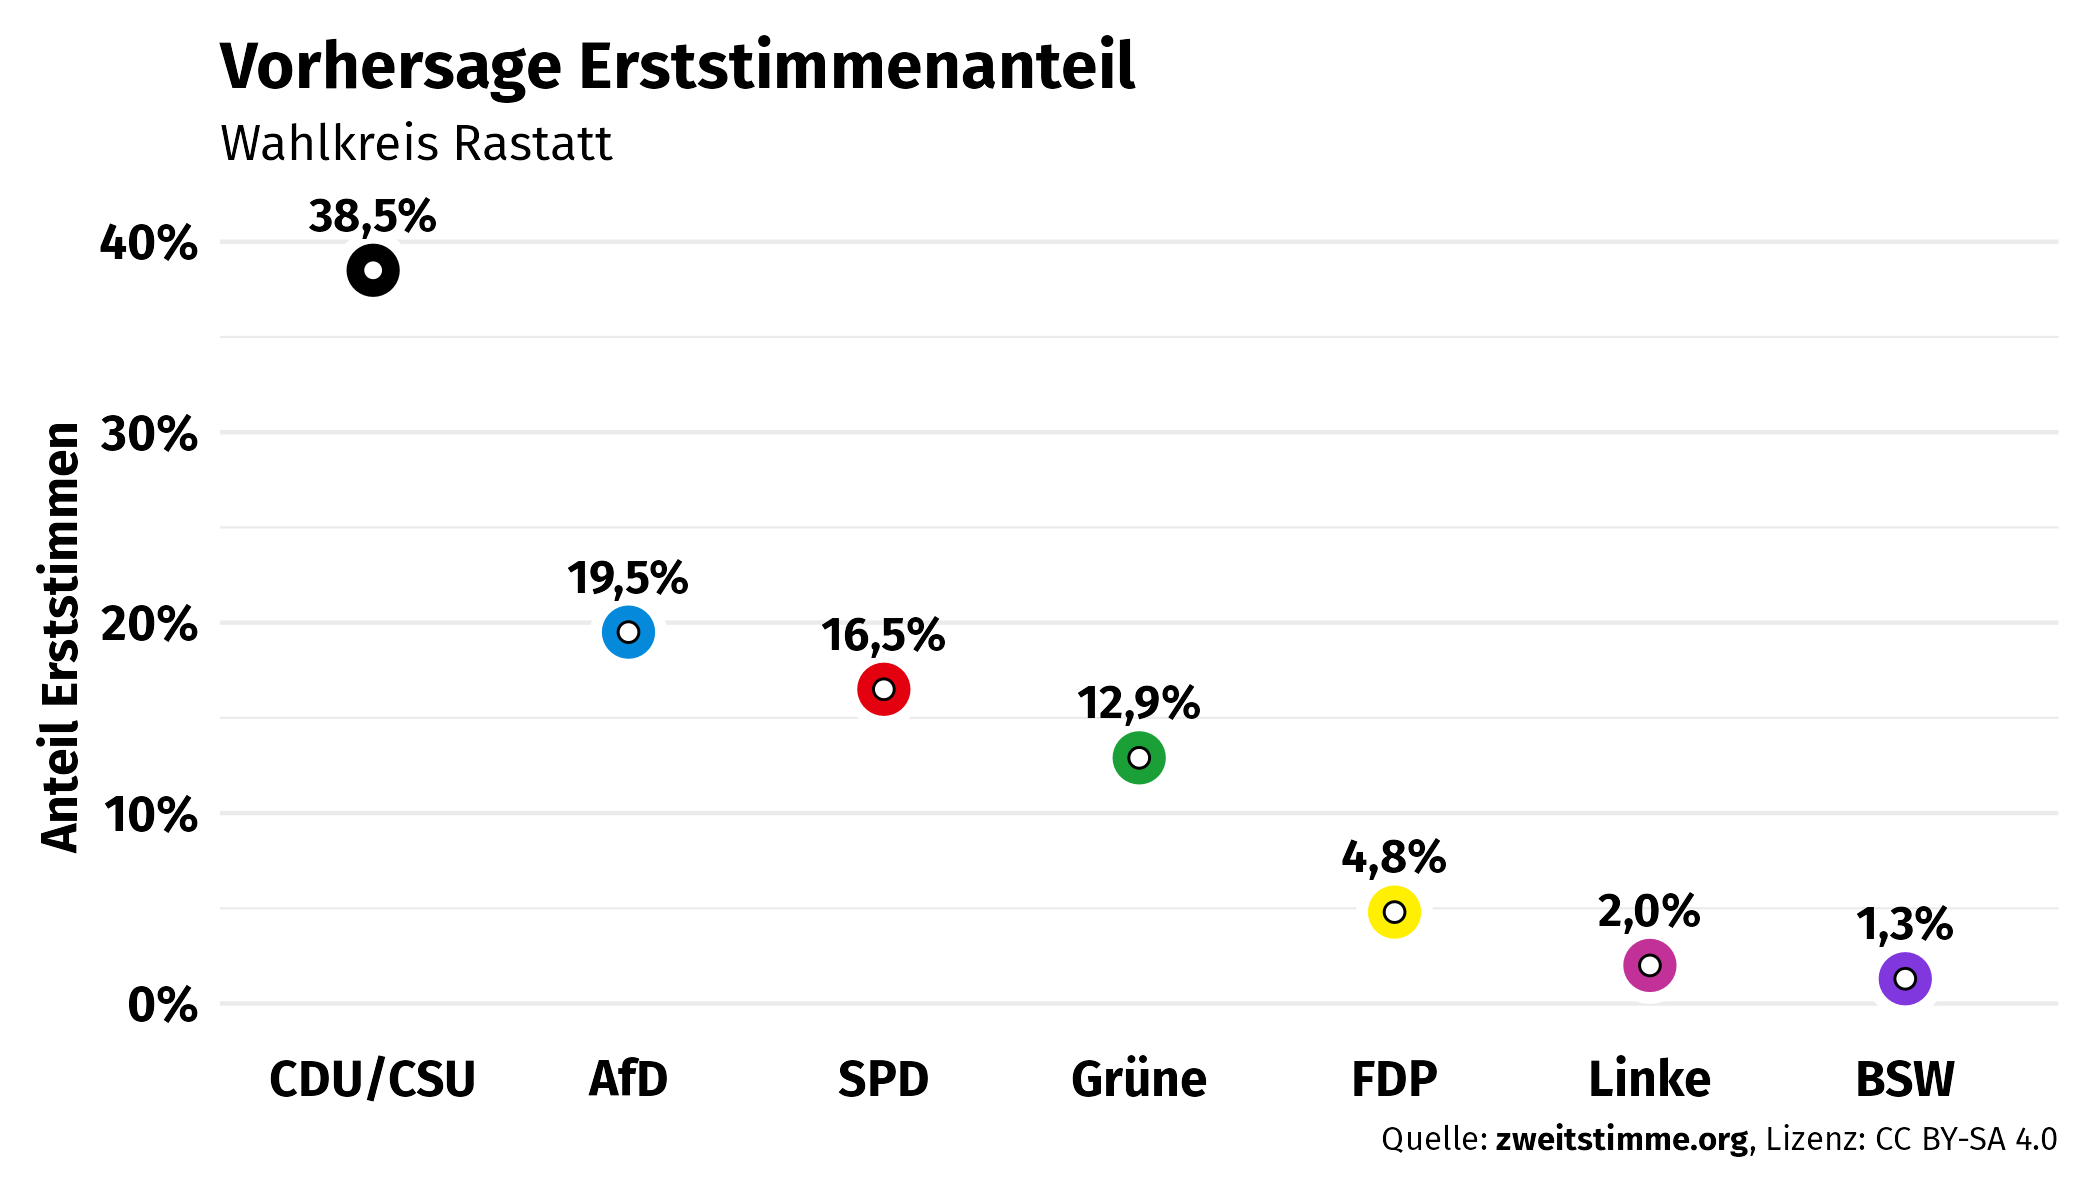 Vorhersage Erststimmenanteil
Wahlkreis Rastatt
Anteil Erststimmen
40%
30%
20%
10%
0%
38,5%
19,5%
16,5%
12,9%
4,8%
2,0%
1,3%
CDU/CSU AfD SPD Grüne FDP Linke BSW
Quelle: zweitstimme.org, Lizenz: CC BY-SA 4.0